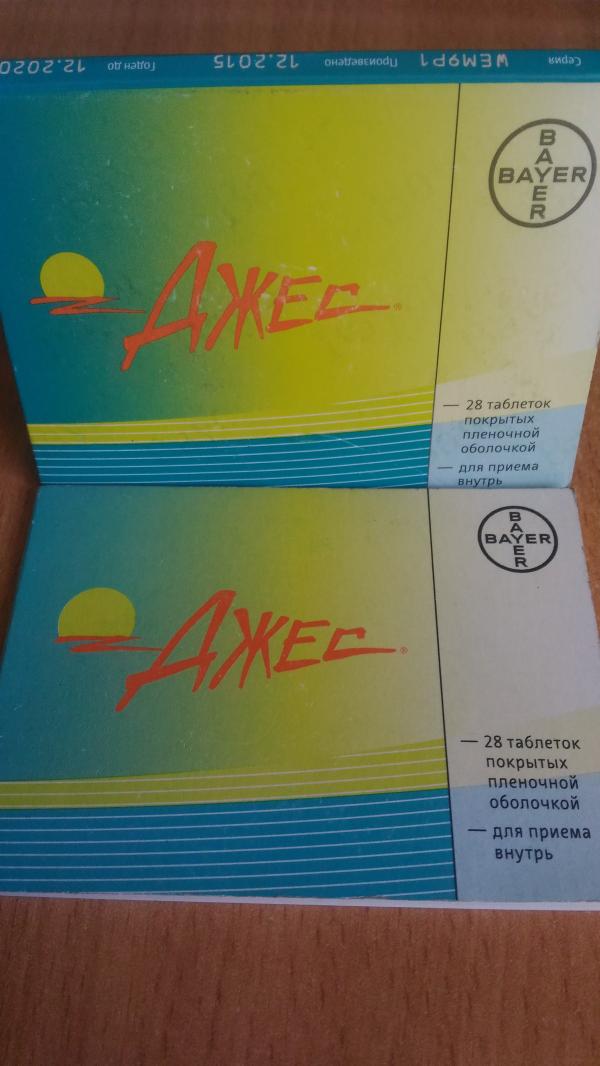 Серия WEM9P1 Произведено 12.2015 Годен до 12.2020
BAYER
BAYER
Джес®
— 28 таблеток
покрытых
пленочной
оболочкой
— для приема
внутрь
BAYER
BAYER
Джес®
— 28 таблеток
покрытых
пленочной
оболочкой
— для приема
внутрь